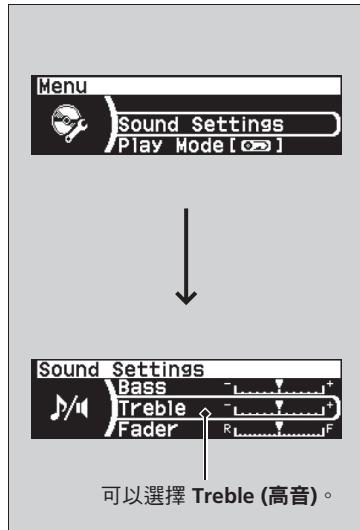 Menu
Sound Settings
Play Mode[ ]
Sound Settings
Bass - +
Treble - +
Fader R F
可以選擇 Treble (高音)。